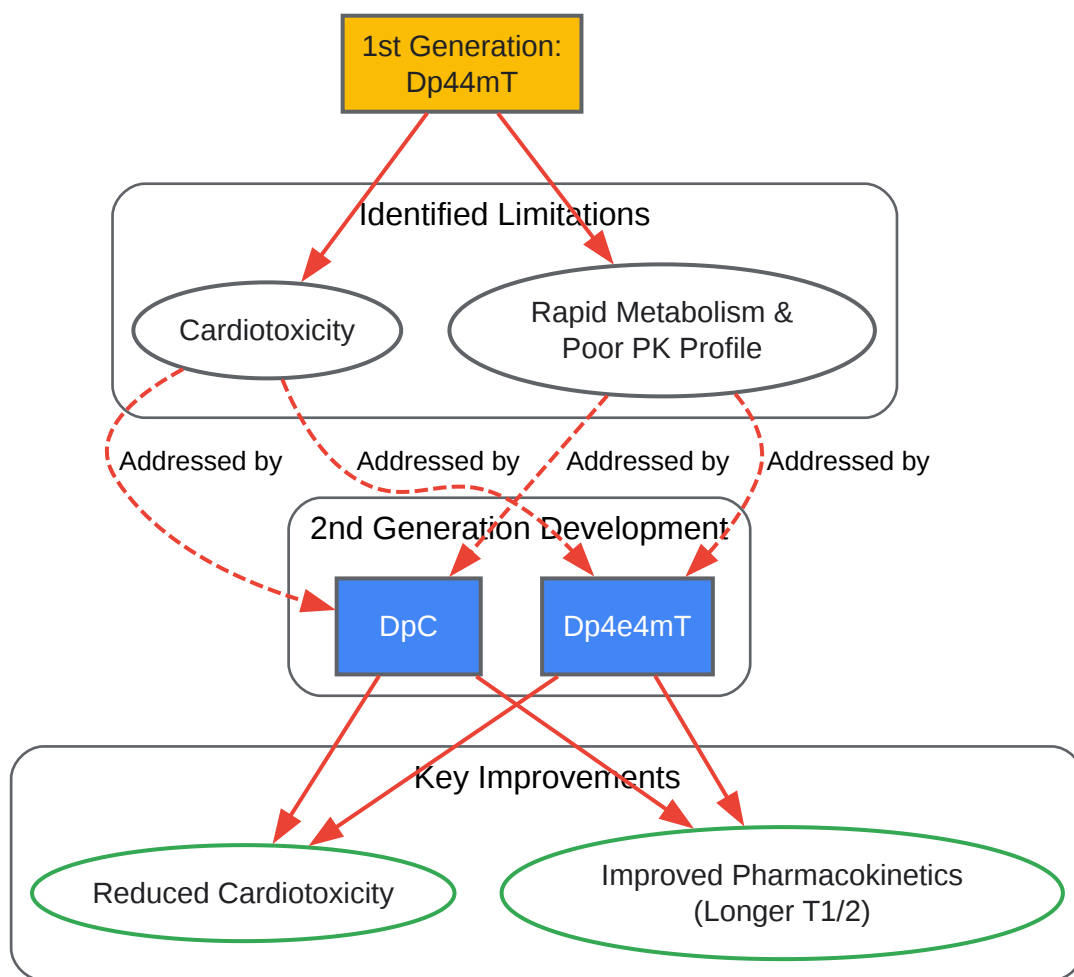 1st Generation:
Dp44mT
Identified Limitations
Cardiotoxicity
Rapid Metabolism &
Poor PK Profile
Addressed by
Addressed by
Addressed by
Addressed by
2nd Generation Development
DpC
Dp4e4mT
Key Improvements
Reduced Cardiotoxicity
Improved Pharmacokinetics
(Longer T1/2)